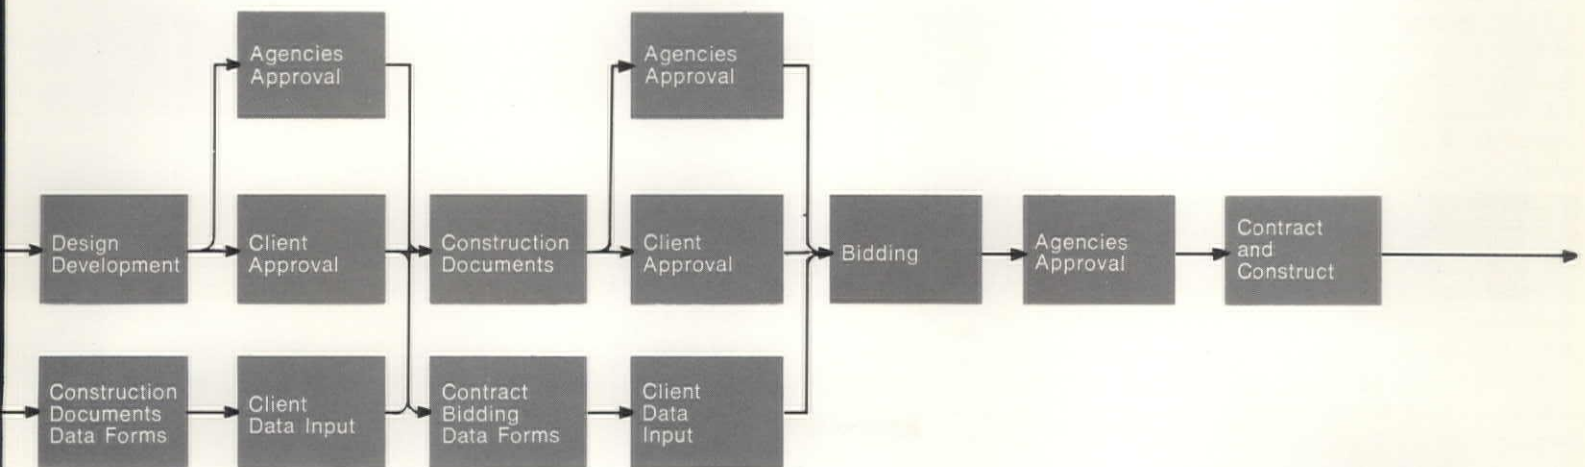 Agencies
Approval
Agencies
Approval
Design
Development
Client
Approval
Construction
Documents
Client
Approval
Bidding
Agencies
Approval
Contract
and
Construct
Construction
Documents
Data Forms
Client
Data Input
Contract
Bidding
Data Forms
Client
Data
Input